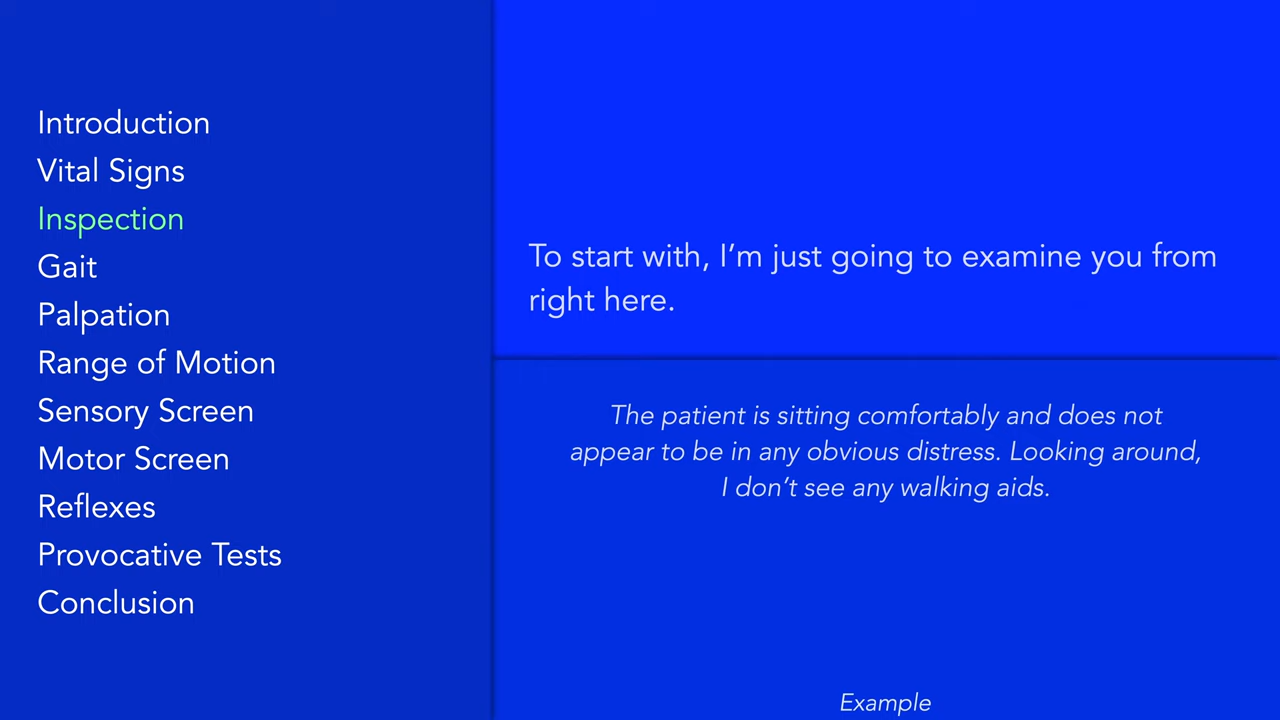 Introduction
Vital Signs
Inspection
Gait
Palpation
Range of Motion
Sensory Screen
Motor Screen
Reflexes
Provocative Tests
Conclusion
To start with, I’m just going to examine you from
right here.
The patient is sitting comfortably and does not
appear to be in any obvious distress. Looking around,
I don’t see any walking aids.
Example